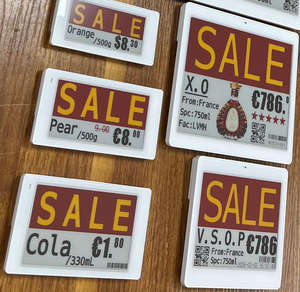 SALE
Orange
/500g $8.30
SALE
Pear 9.00
/500g €8.00
SALE
Cola €1.80
/330mL
SALE
X.O €786.
From:France
Spc:750ml
Fac:LVMH
SALE
V.S.O.P €786
From:France
Spc:750ml